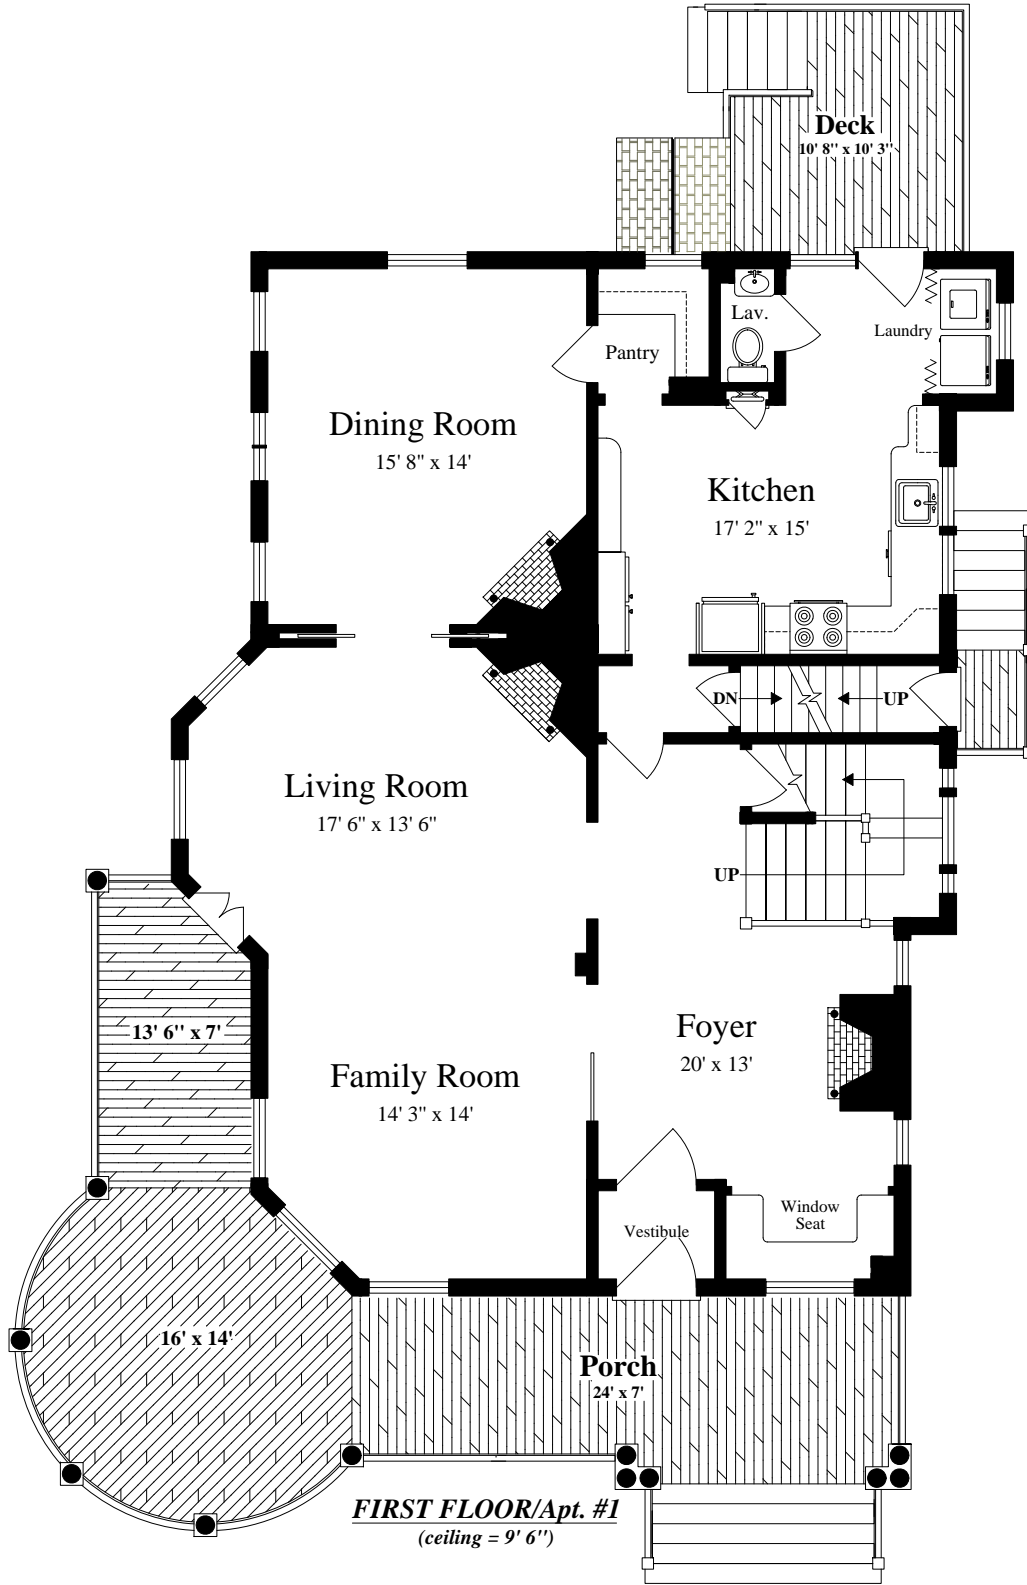 Deck
10' 8" x 10' 3"
Lav.
Laundry
Pantry
Dining Room
15' 8" x 14'
Kitchen
17' 2" x 15'
DN
UP
Living Room
17' 6" x 13' 6"
UP
13' 6" x 7'
Foyer
20' x 13'
Family Room
14' 3" x 14'
Window
Seat
Vestibule
16' x 14'
Porch
24' x 7'
FIRST FLOOR/Apt. #1
(ceiling = 9' 6")